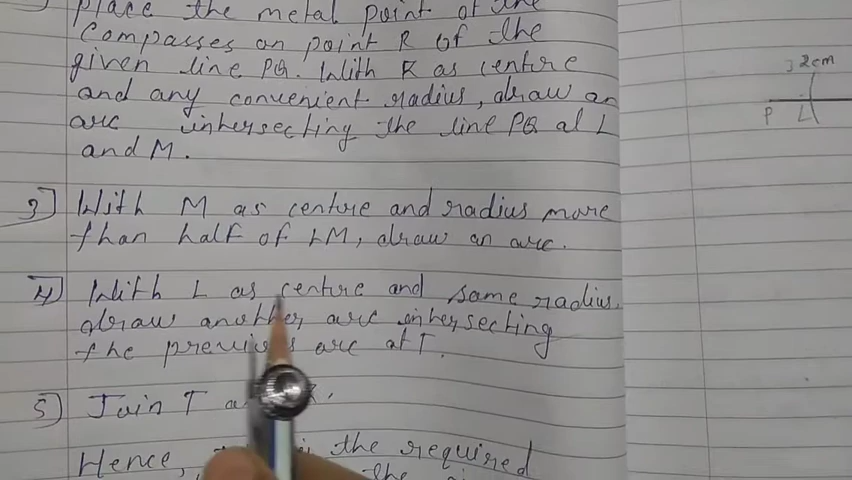 Place the metal point of the
Compasses on point R of the
given line PQ. With R as centre
and any convenient radius, draw an
arc intersecting the line PQ at L
and M.
3) With M as centre and radius more
than half of LM, draw an arc.
4) With L as centre and same radius.
draw another arc intersecting
the previous arc at T.
5) Join T
Hence, the required
the
3 2cm
P L